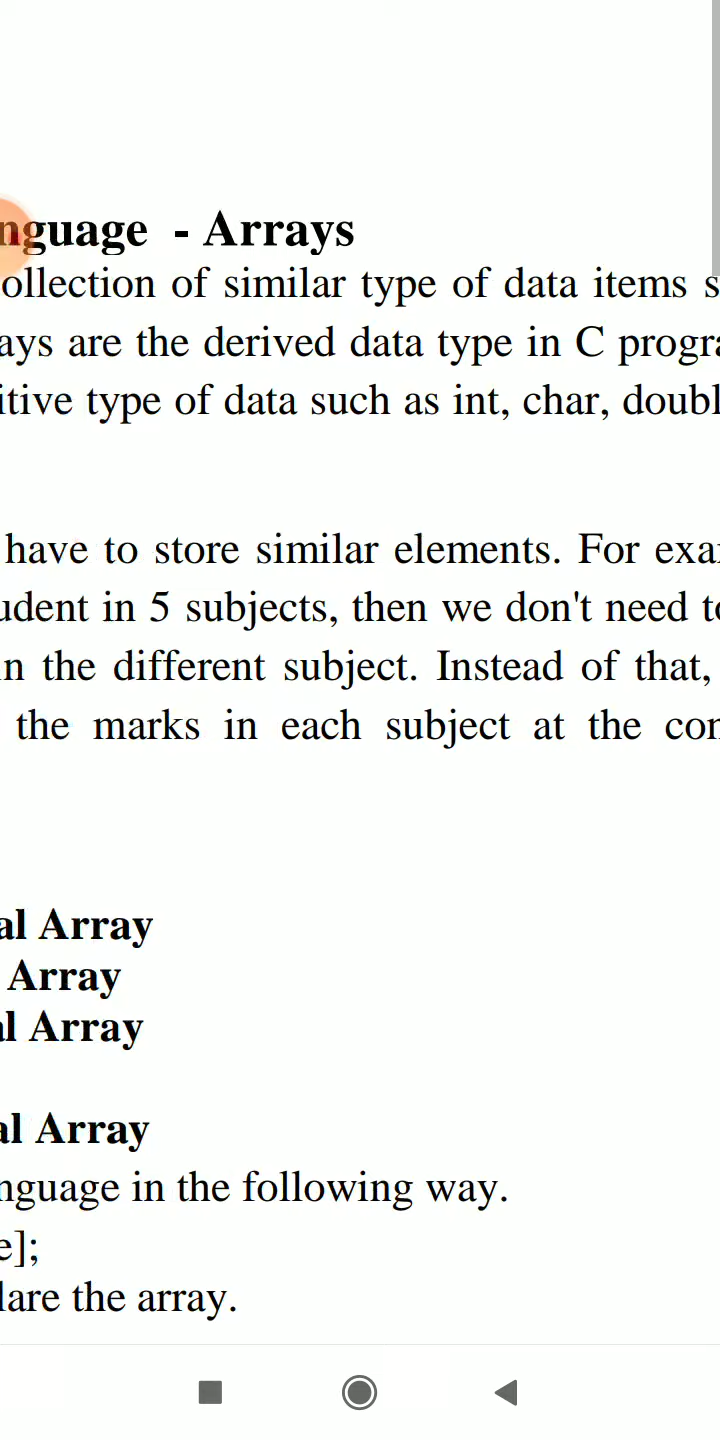 nguage - Arrays
ollection of similar type of data items s
ays are the derived data type in C progra
itive type of data such as int, char, doubl
have to store similar elements. For exa
udent in 5 subjects, then we don't need to
in the different subject. Instead of that,
the marks in each subject at the con
al Array
Array
al Array
al Array
nguage in the following way.
e];
lare the array.